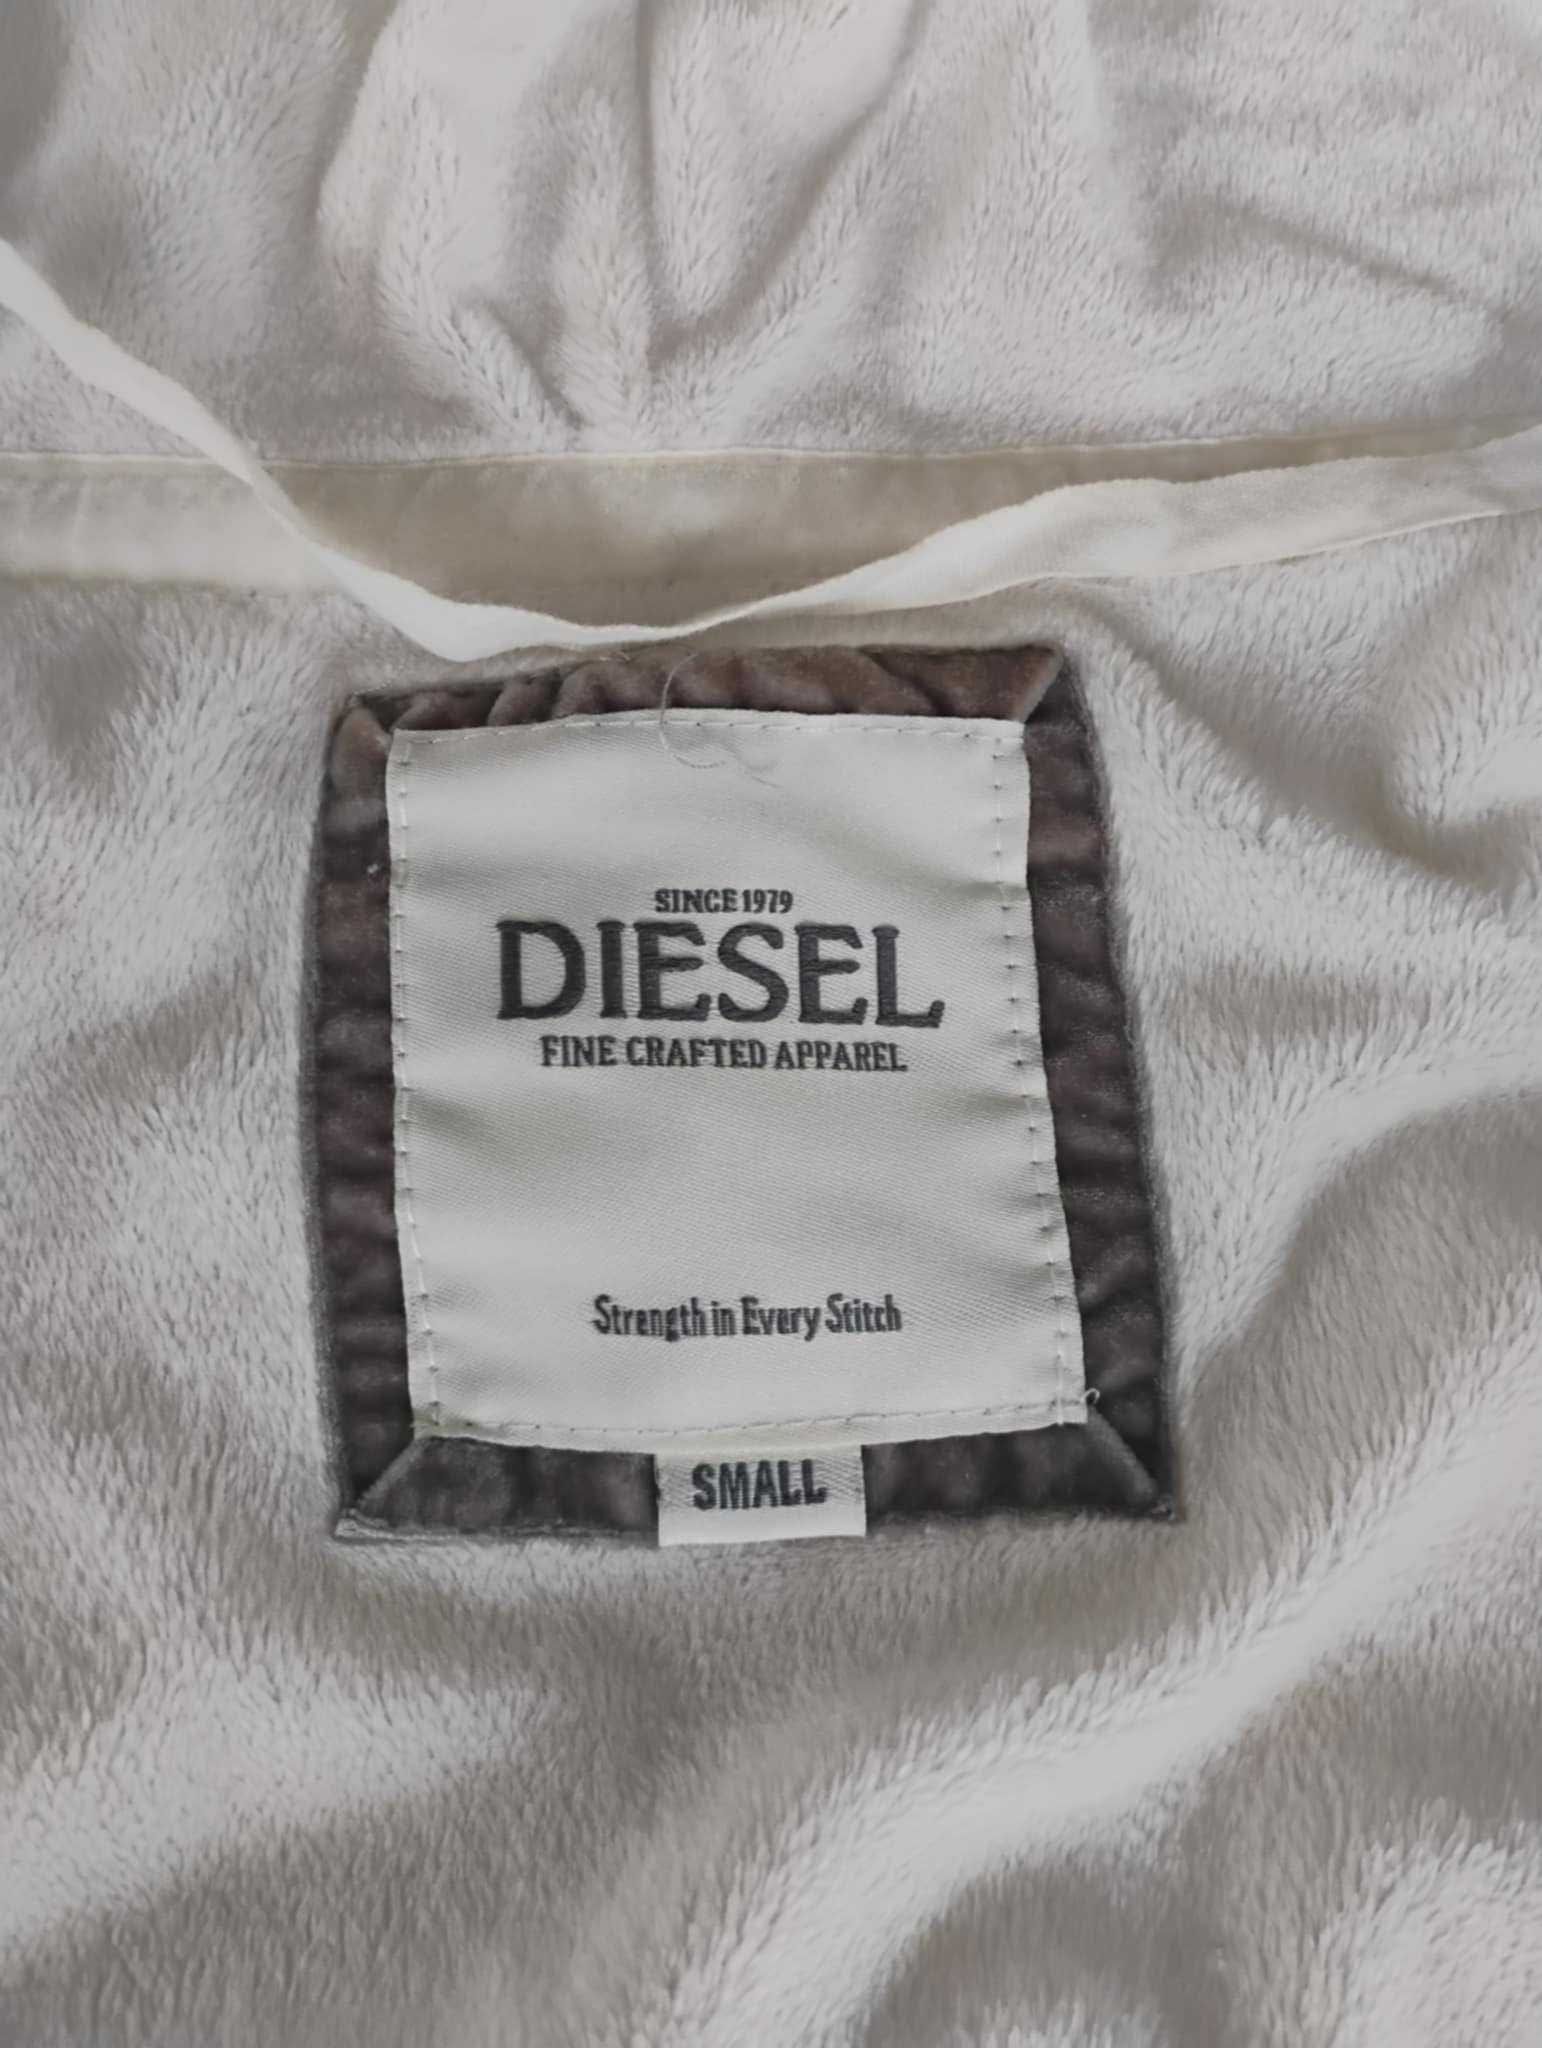 SINCE 1979
DIESEL
FINE CRAFTED APPAREL
Strength in Every Stitch
SMALL